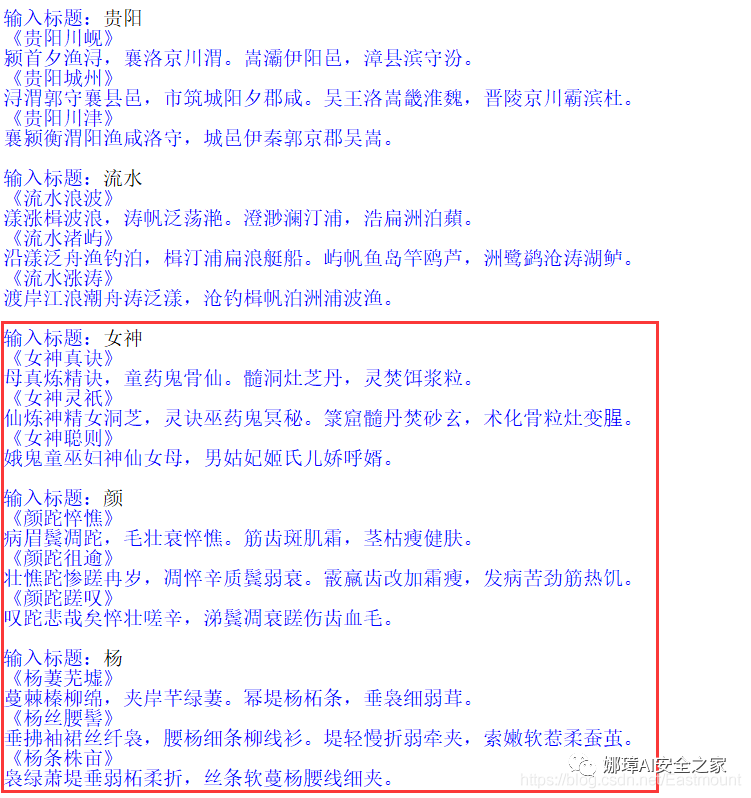 输入标题：贵阳
《贵阳川岘》
颍首夕渔浔，襄洛京川渭。嵩灞伊阳邑，漳县滨守汾。
《贵阳城州》
浔渭郭守襄县邑，市筑城阳夕郡咸。吴王洛嵩畿淮魏，晋陵京川霸滨杜。
《贵阳川津》
襄颍衡渭阳渔咸洛守，城邑伊秦郭京郡吴嵩。
输入标题：流水
《流水浪波》
漾涨楫波浪，涛帆泛荡滟。澄渺澜汀浦，浩扁洲泊蘋。
《流水渚屿》
沿漾泛舟渔钓泊，楫汀浦扁浪艇船。屿帆鱼岛竿鸥芦，洲鹭鹢沧涛湖鲈。
《流水涨涛》
渡岸江浪潮舟涛泛漾，沧钓楫帆泊洲浦波渔。
输入标题：女神
《女神真诀》
母真炼精诀，童药鬼骨仙。髓洞灶芝丹，灵焚饵浆粒。
《女神灵祇》
仙炼神精女洞芝，灵诀巫药鬼冥秘。箓窟髓丹焚砂玄，术化骨粒灶变腥。
《女神聪则》
娥鬼童巫妇神仙女母，男姑妃姬氏儿娇呼婿。
输入标题：颜
《颜跎悴憔》
病眉鬓凋跎，毛壮衰悴憔。筋齿斑肌霜，茎枯瘦健肤。
《颜跎徂逾》
壮憔跎惨蹉冉岁，凋悴辛质鬓弱衰。霰羸齿改加霜瘦，发病苦劲筋热饥。
《颜跎蹉叹》
叹跎悲哉矣悴壮嗟辛，涕鬓凋衰蹉伤齿血毛。
输入标题：杨
《杨萋芜墟》
蔓棘榛柳绵，夹岸芊绿萋。幂堤杨柘条，垂袅细弱茸。
《杨丝腰髻》
垂拂袖裙丝纤袅，腰杨细条柳线衫。堤轻慢折弱牵夹，索嫩软惹柔蚕茧。
《杨条株亩》
袅绿萧堤垂弱柘柔折，丝条软蔓杨腰线细夹。
娜璋AI安全之家
https://blog.csdn.net/Eastmount